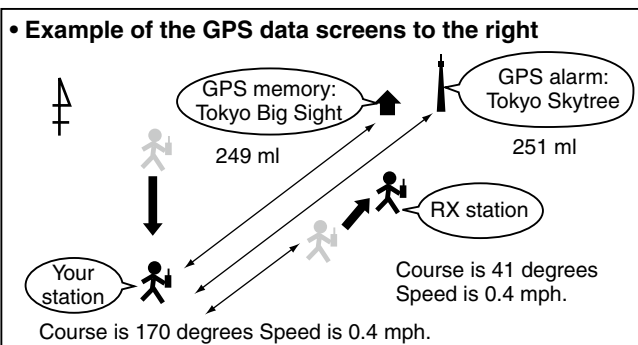 • Example of the GPS data screens to the right
GPS memory:
Tokyo Big Sight
GPS alarm:
Tokyo Skytree
249 ml
251 ml
RX station
Your
station
Course is 41 degrees
Speed is 0.4 mph.
Course is 170 degrees Speed is 0.4 mph.